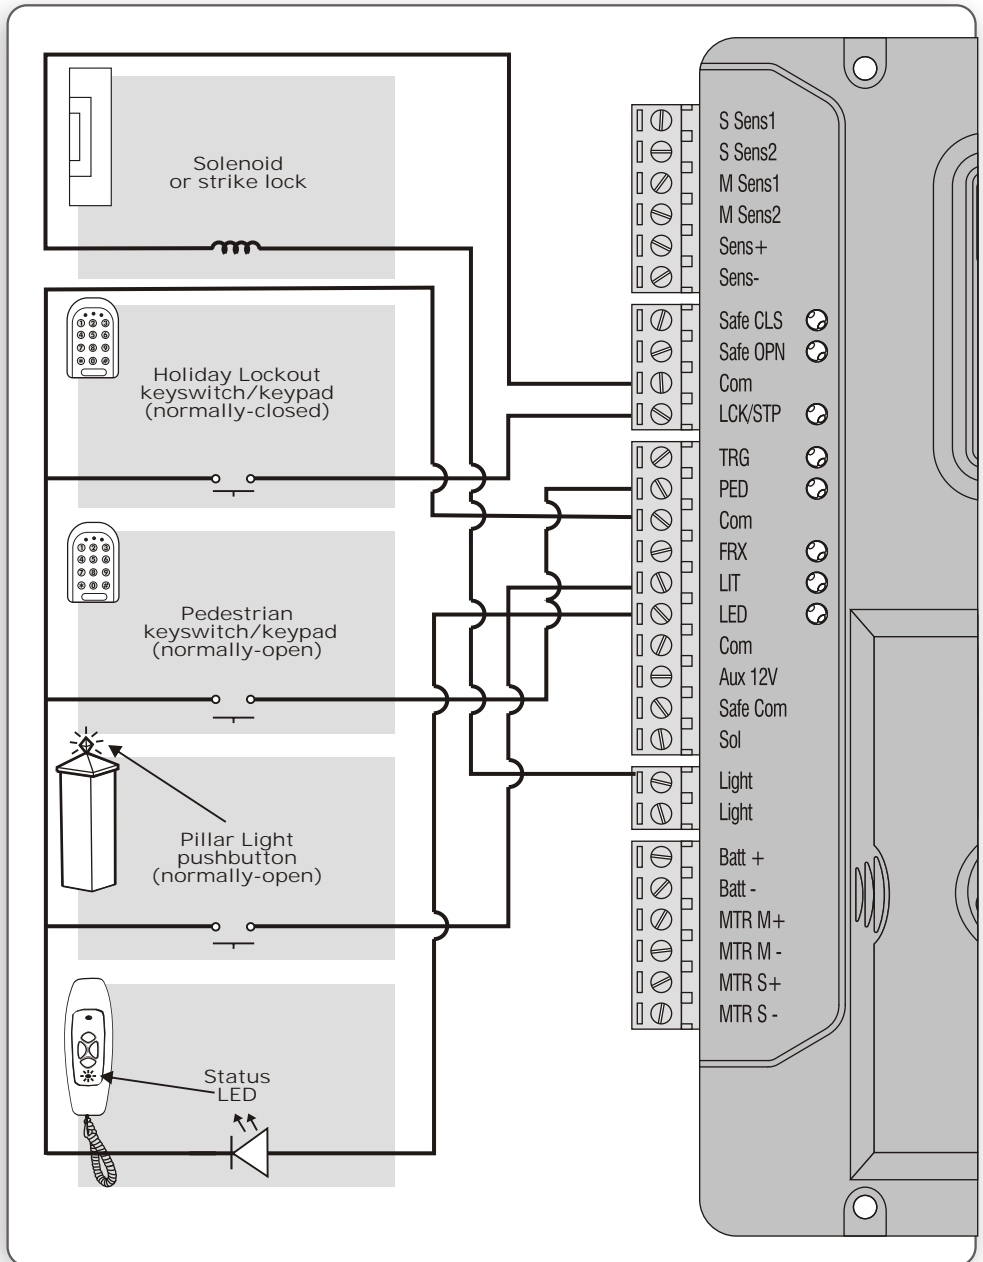 Solenoid
or strike lock
Holiday Lockout
keyswitch/keypad
(normally-closed)
Pedestrian
keyswitch/keypad
(normally-open)
Pillar Light
pushbutton
(normally-open)
Status
LED
S Sens1
S Sens2
M Sens1
M Sens2
Sens+
Sens-
Safe CLS
Safe OPN
Com
LCK/STP
TRG
PED
Com
FRX
LIT
LED
Com
Aux 12V
Safe Com
Sol
Light
Light
Batt +
Batt -
MTR M+
MTR M -
MTR S+
MTR S -